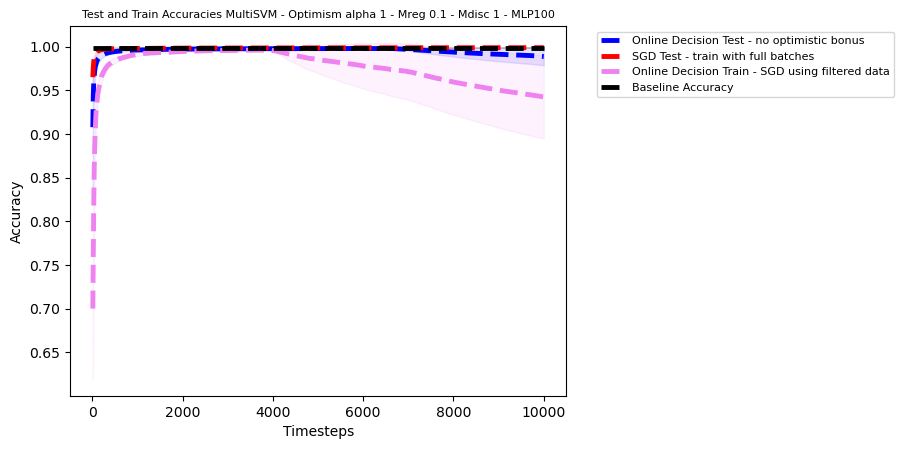 Test and Train Accuracies MultiSVM - Optimism alpha 1 - Mreg 0.1 - Mdisc 1 - MLP100
1.00
0.95
0.90
0.85
0.80
0.75
0.70
0.65
Accuracy
0
2000
4000
6000
8000
10000
Timesteps
Online Decision Test - no optimistic bonus
SGD Test - train with full batches
Online Decision Train - SGD using filtered data
Baseline Accuracy